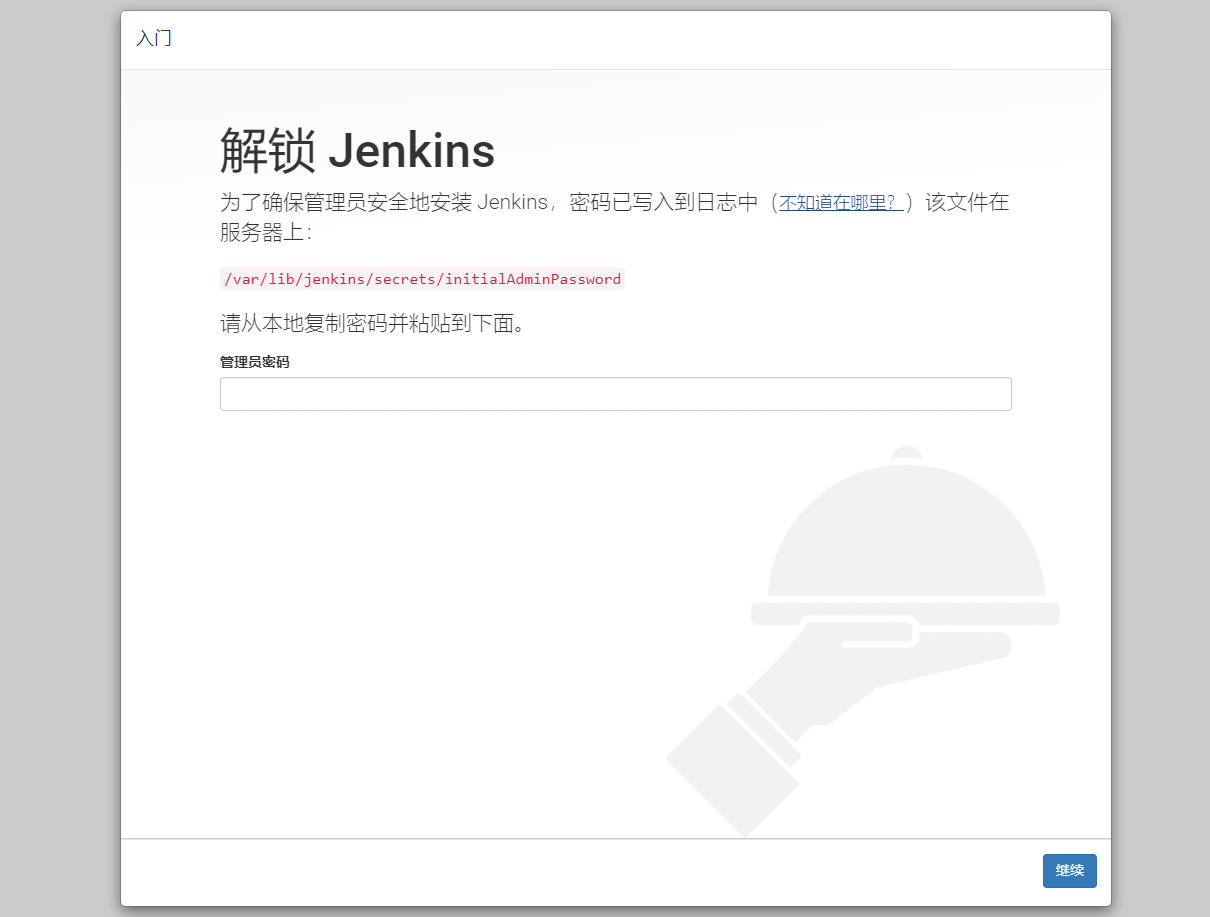 入门
解锁 Jenkins
为了确保管理员安全地安装 Jenkins，密码已写入到日志中（不知道在哪里？）该文件在
服务器上：
/var/lib/jenkins/secrets/initialAdminPassword
请从本地复制密码并粘贴到下面。
管理员密码
继续